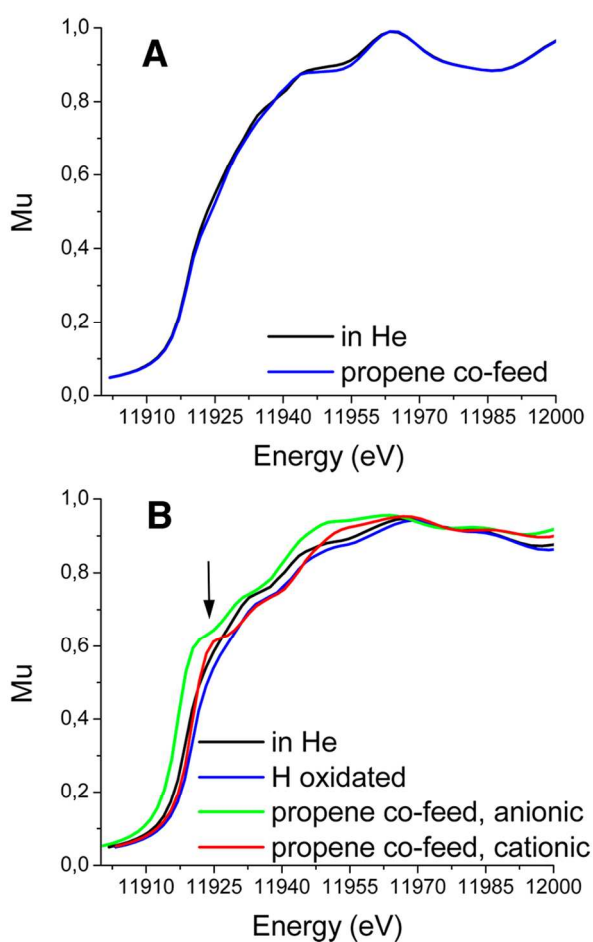 A
1,0
0,8
0,6
0,4
0,2
0,0
Mu
in He
propene co-feed
11910 11925 11940 11955 11970 11985 12000
Energy (eV)
B
1,0
0,8
0,6
0,4
0,2
0,0
Mu
in He
H oxidated
propene co-feed, anionic
propene co-feed, cationic
11910 11925 11940 11955 11970 11985 12000
Energy (eV)